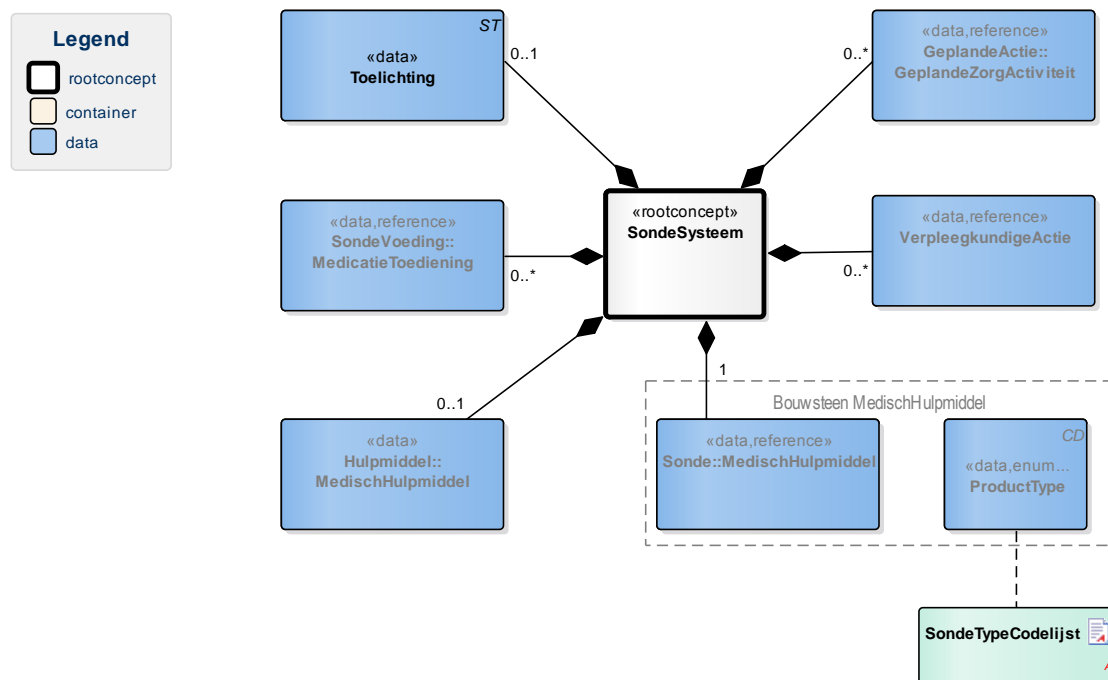 Legend
rootconcept
container
data
ST
«data»
Toelichting
0..1
«data,reference»
GeplandeActie::
GeplandeZorgActiviteit
0..*
«rootconcept»
SondeSysteem
«data,reference»
SondeVoeding::
MedicatieToediening
0..*
«data,reference»
VerpleegkundigeActie
0..*
0..1
1
«data»
Hulpmiddel::
MedischHulpmiddel
Bouwsteen MedischHulpmiddel
«data,reference»
Sonde::MedischHulpmiddel
CD
«data,enum...
ProductType
SondeTypeCodelijst